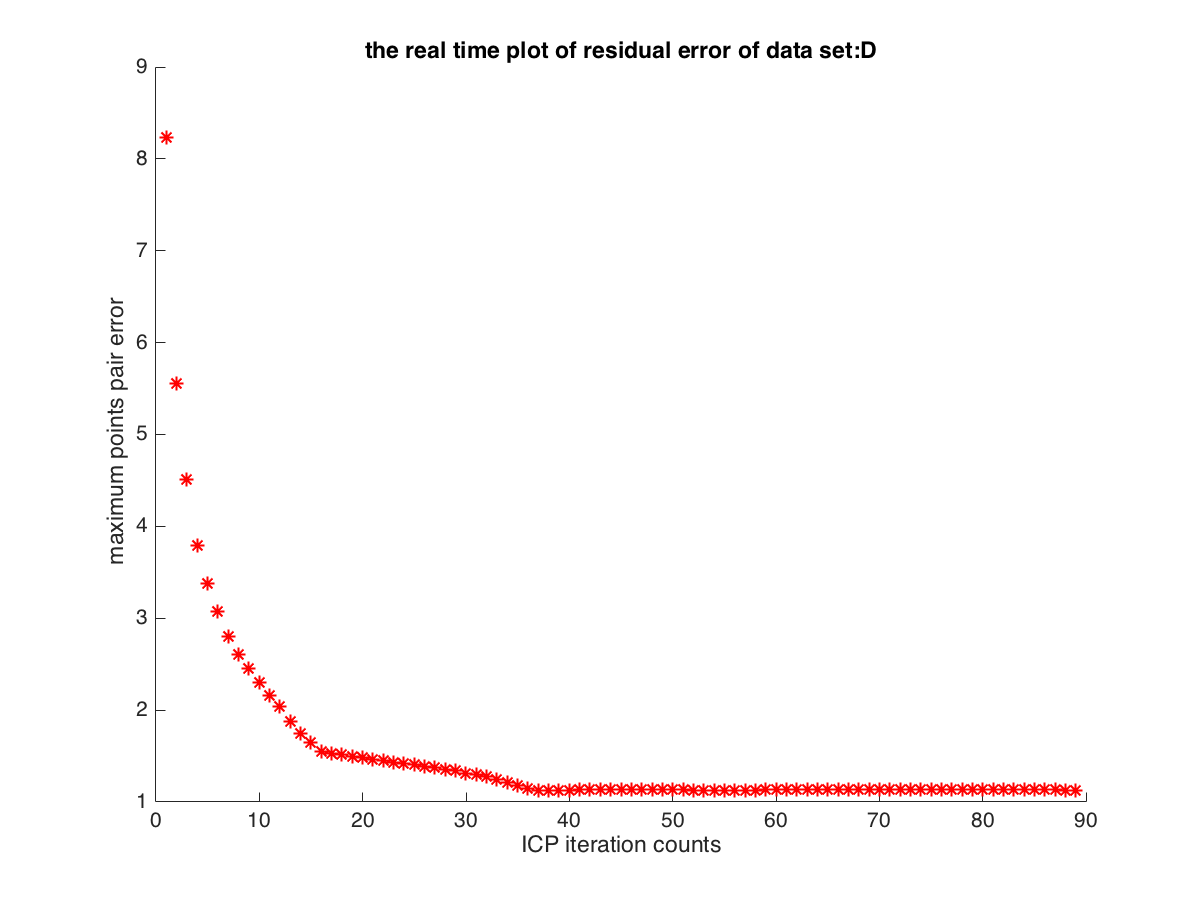 the real time plot of residual error of data set:D
9
8
7
6
5
4
3
2
1
maximum points pair error
0 10 20 30 40 50 60 70 80 90
ICP iteration counts